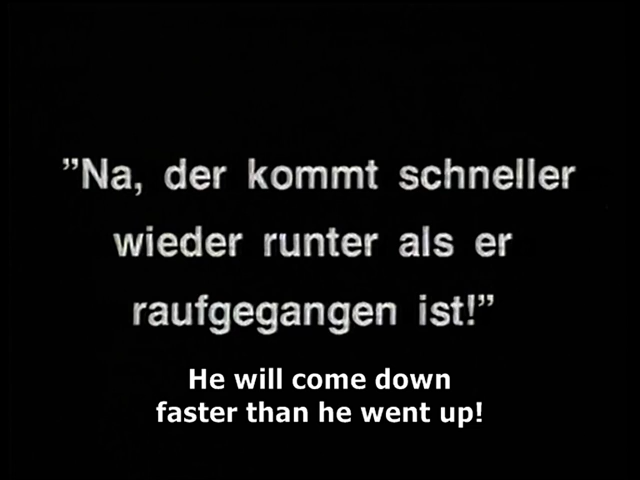 ”Na, der kommt schneller
wieder runter als er
raufgegangen ist!”
He will come down
faster than he went up!